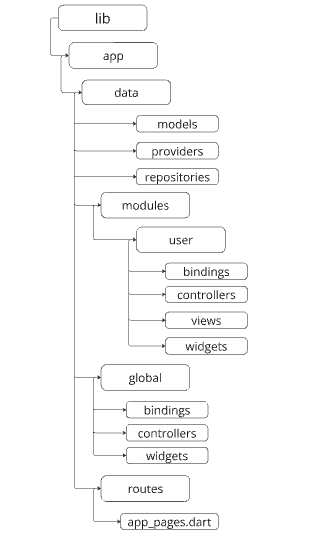 lib
app
data
models
providers
repositories
modules
user
bindings
controllers
views
widgets
global
bindings
controllers
widgets
routes
app_pages.dart